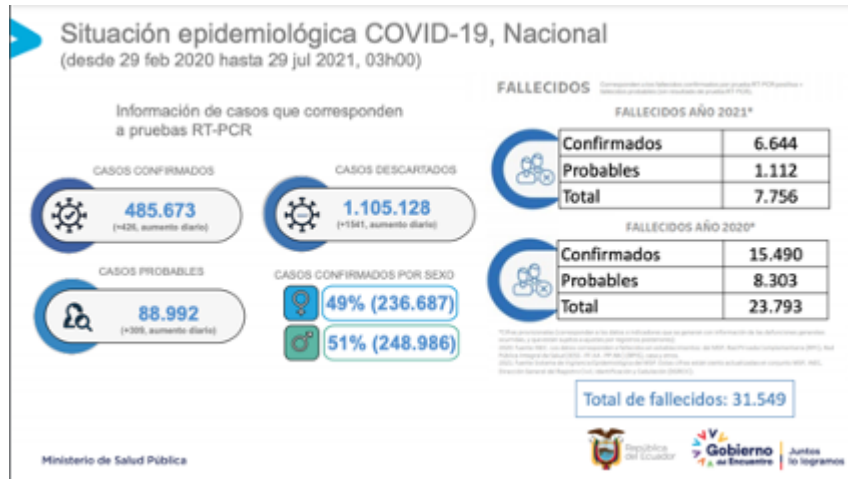 Situación epidemiológica COVID-19, Nacional
(desde 29 feb 2020 hasta 29 jul 2021, 03h00)
Información de casos que corresponden
a pruebas RT-PCR
CASOS CONFIRMADOS
485.673
(+426, aumento diario)
CASOS DESCARTADOS
1.105.128
(+1541, aumento diario)
CASOS PROBABLES
88.992
(+309, aumento diario)
CASOS CONFIRMADOS POR SEXO
49% (236.687)
51% (248.986)
FALLECIDOS
FALLECIDOS AÑO 2021*
Confirmados 6.644
Probables 1.112
Total 7.756
FALLECIDOS AÑO 2020*
Confirmados 15.490
Probables 8.303
Total 23.793
Total de fallecidos: 31.549
Ministerio de Salud Pública
República
del Ecuador
Gobierno
del Encuentro
Juntos
lo logramos